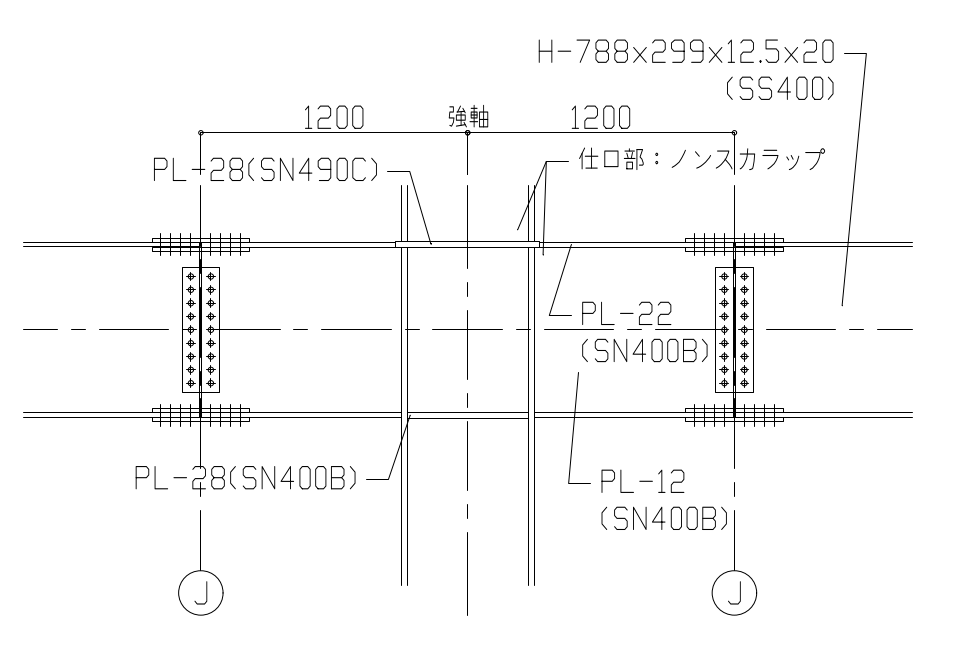 H-788x299x12.5x20
(SS400)
1200
強軸
1200
PL-28(SN490C)
仕口部：ノンスカラップ
PL-22
(SN400B)
PL-28(SN400B)
PL-12
(SN400B)
J
J